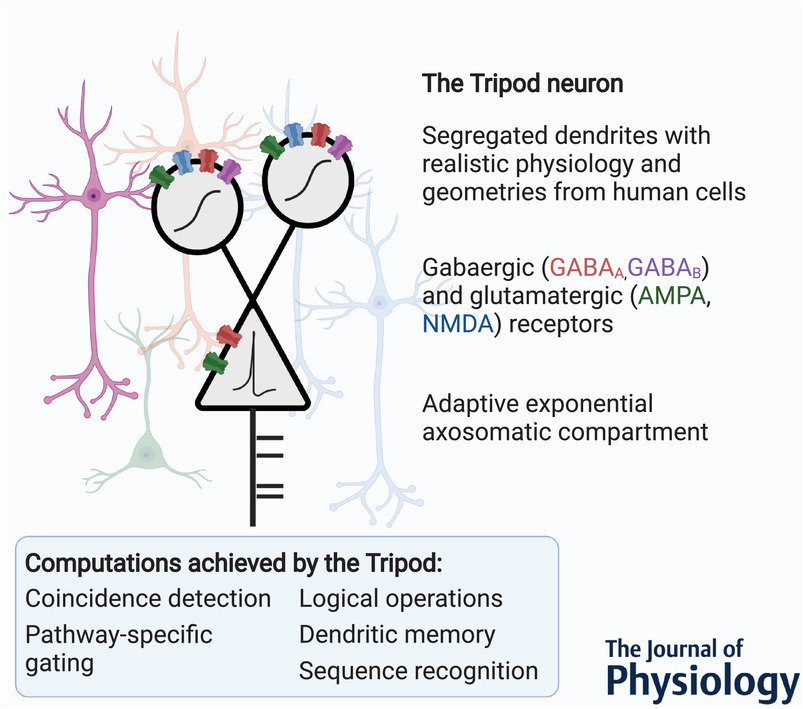 The Tripod neuron
Segregated dendrites with
realistic physiology and
geometries from human cells
Gabaergic (GABAA,GABAB)
and glutamatergic (AMPA,
NMDA) receptors
Adaptive exponential
axosomatic compartment
Computations achieved by the Tripod:
Coincidence detection
Pathway-specific
gating
Logical operations
Dendritic memory
Sequence recognition
The Journal of
Physiology